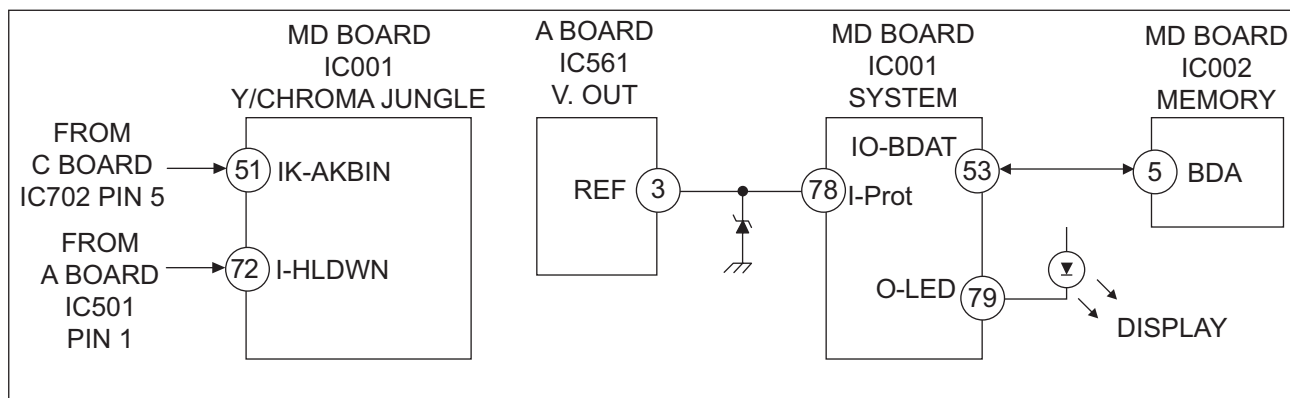 MD BOARD
IC001
Y/CHROMA JUNGLE
FROM
C BOARD
IC702 PIN 5
51
IK-AKBIN
FROM
A BOARD
IC501
PIN 1
72
I-HLDWN
A BOARD
IC561
V. OUT
REF
3
MD BOARD
IC001
SYSTEM
78
I-Prot
IO-BDAT
53
O-LED
79
DISPLAY
MD BOARD
IC002
MEMORY
5
BDA